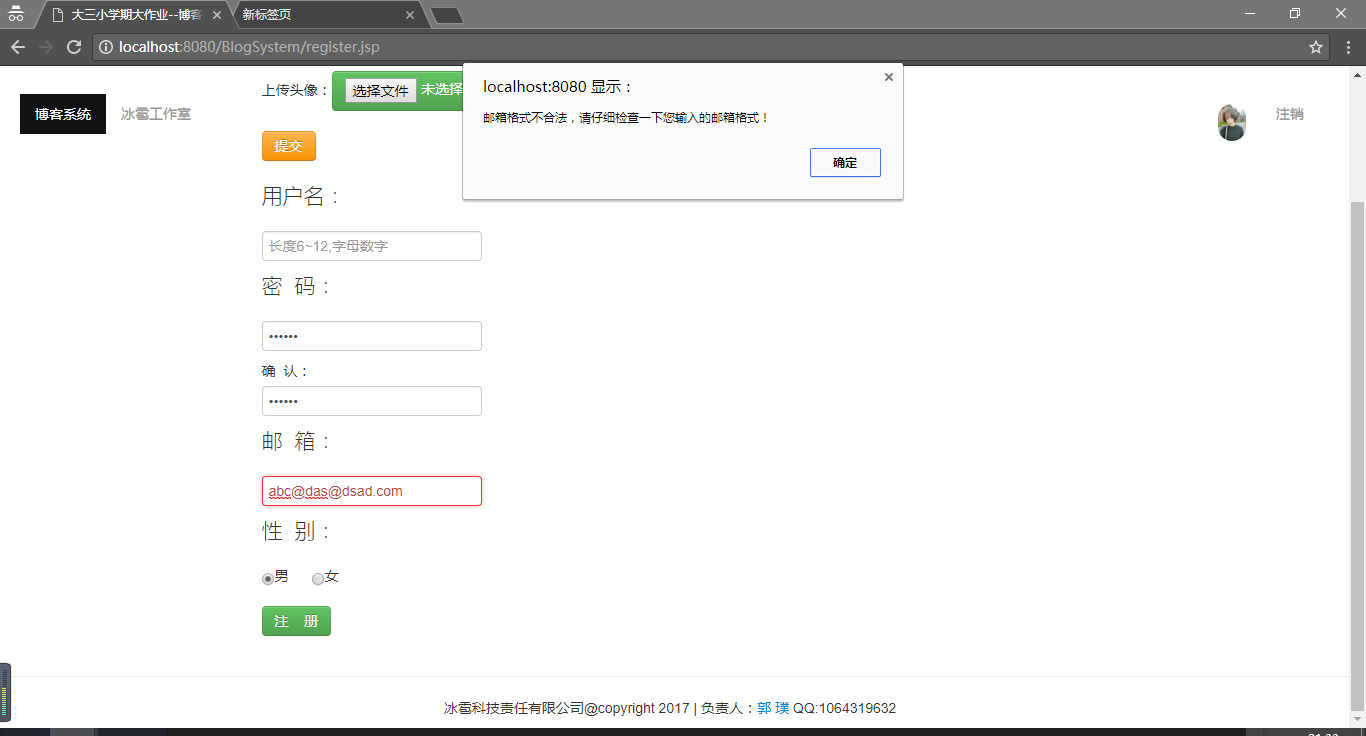 大三小学期大作业--博客
新标签页
localhost:8080/BlogSystem/register.jsp
localhost:8080 显示：
邮箱格式不合法，请仔细检查一下您输入的邮箱格式！
确定
博客系统
冰雹工作室
注销
上传头像：
选择文件 未选择
提交
用户名：
长度6~12,字母数字
密 码：
••••••
确 认：
••••••
邮 箱：
abc@das@dsad.com
性 别：
男 女
注 册
冰雹科技责任有限公司@copyright 2017 | 负责人：郭 璞 QQ:1064319632